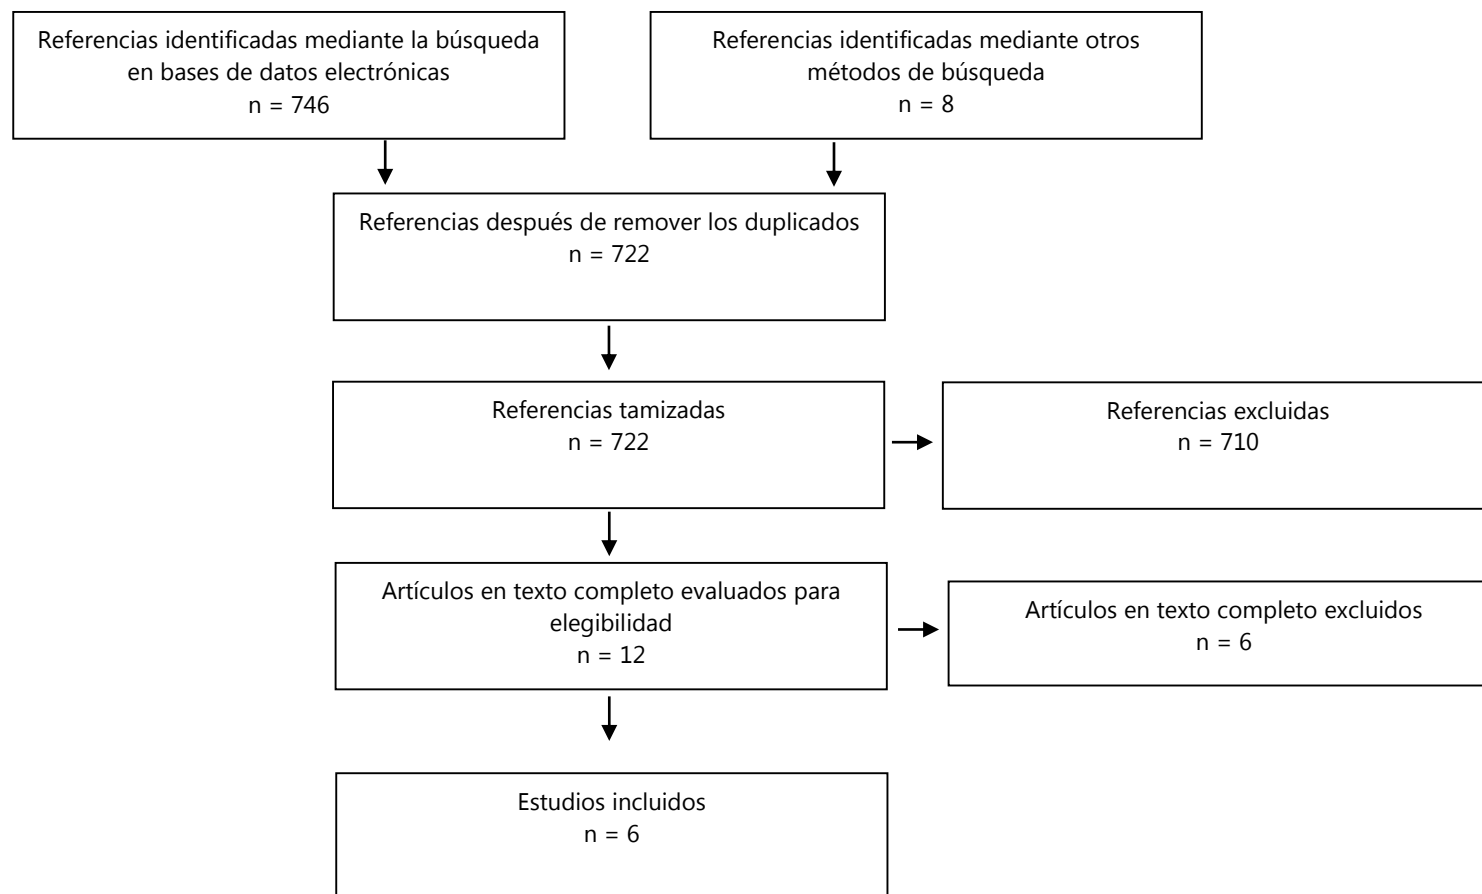 Referencias identificadas mediante la búsqueda
en bases de datos electrónicas
n = 746
Referencias identificadas mediante otros
métodos de búsqueda
n = 8
Referencias después de remover los duplicados
n = 722
Referencias tamizadas
n = 722
Referencias excluidas
n = 710
Artículos en texto completo evaluados para
elegibilidad
n = 12
Artículos en texto completo excluidos
n = 6
Estudios incluidos
n = 6